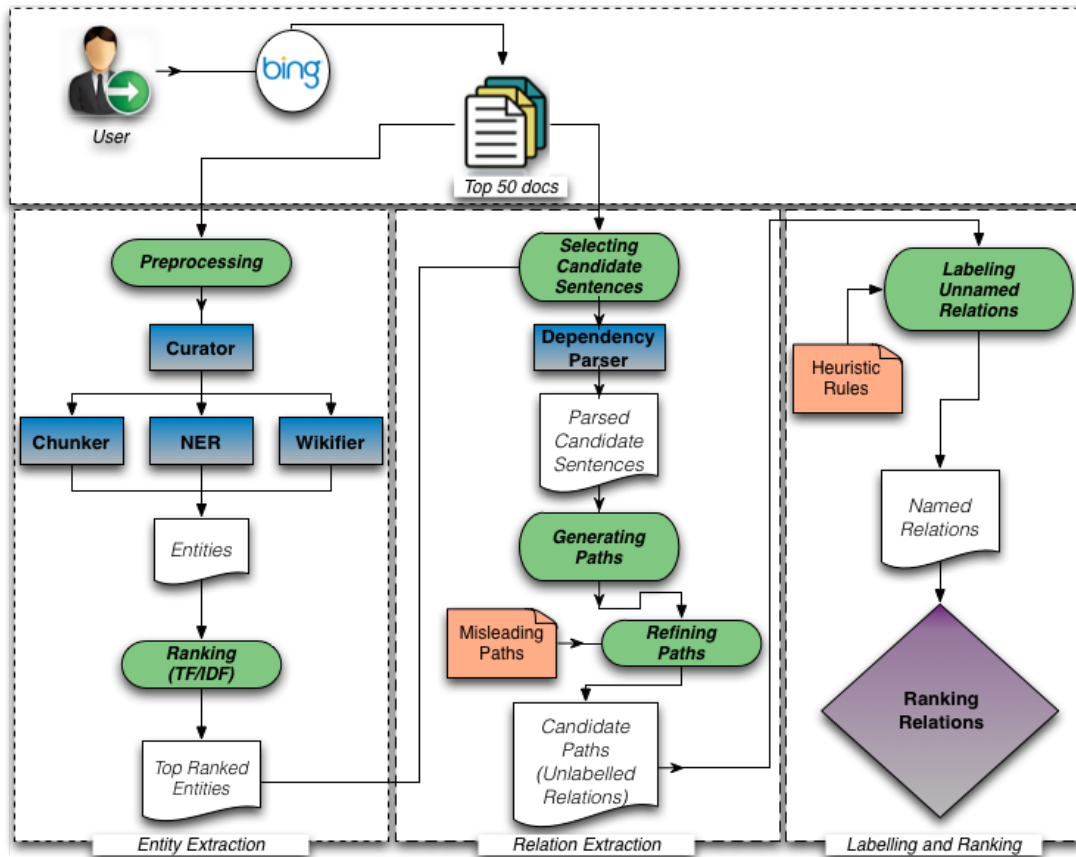 bing
User
Top 50 docs
Preprocessing
Curator
Chunker
NER
Wikifier
Entities
Ranking
(TF/IDF)
Top Ranked
Entities
Entity Extraction
Selecting
Candidate
Sentences
Dependency
Parser
Parsed
Candidate
Sentences
Generating
Paths
Misleading
Paths
Refining
Paths
Candidate
Paths
(Unlabelled
Relations)
Relation Extraction
Labeling
Unnamed
Relations
Heuristic
Rules
Named
Relations
Ranking
Relations
Labelling and Ranking